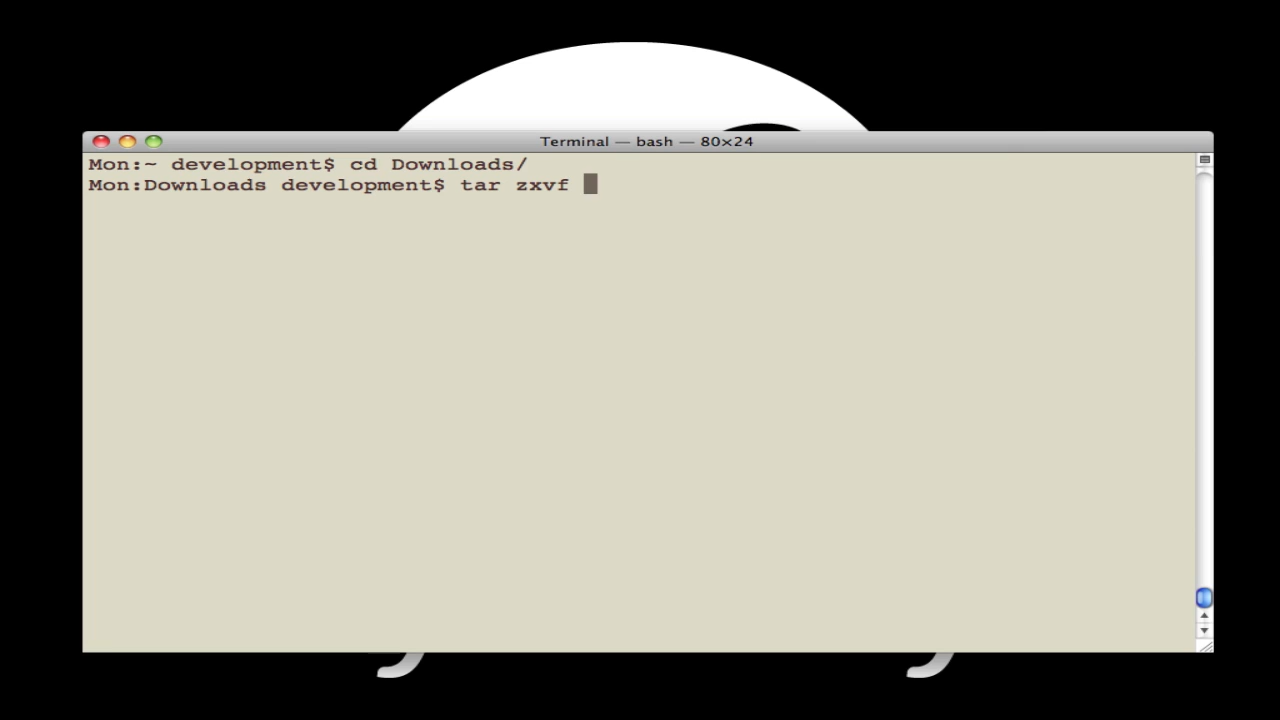 Terminal — bash — 80×24
Mon:~ development$ cd Downloads/
Mon:Downloads development$ tar zxvf